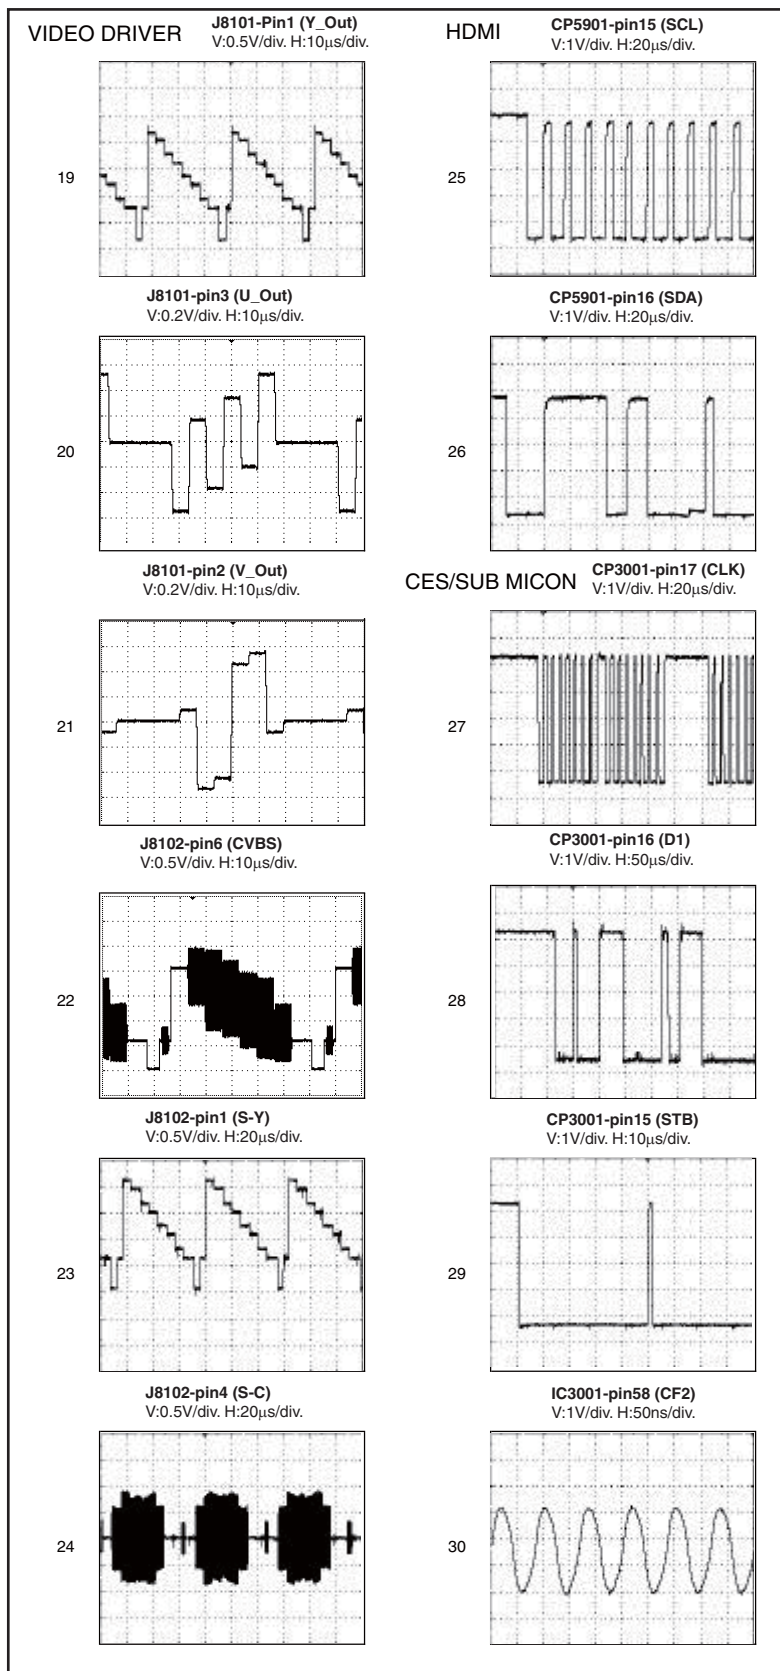 VIDEO DRIVER
J8101-Pin1 (Y_Out)
V:0.5V/div. H:10µs/div.
19
J8101-pin3 (U_Out)
V:0.2V/div. H:10µs/div.
20
J8101-pin2 (V_Out)
V:0.2V/div. H:10µs/div.
21
J8102-pin6 (CVBS)
V:0.5V/div. H:10µs/div.
22
J8102-pin1 (S-Y)
V:0.5V/div. H:20µs/div.
23
J8102-pin4 (S-C)
V:0.5V/div. H:20µs/div.
24
HDMI
CP5901-pin15 (SCL)
V:1V/div. H:20µs/div.
25
CP5901-pin16 (SDA)
V:1V/div. H:20µs/div.
26
CES/SUB MICON
CP3001-pin17 (CLK)
V:1V/div. H:20µs/div.
27
CP3001-pin16 (D1)
V:1V/div. H:50µs/div.
28
CP3001-pin15 (STB)
V:1V/div. H:10µs/div.
29
IC3001-pin58 (CF2)
V:1V/div. H:50ns/div.
30